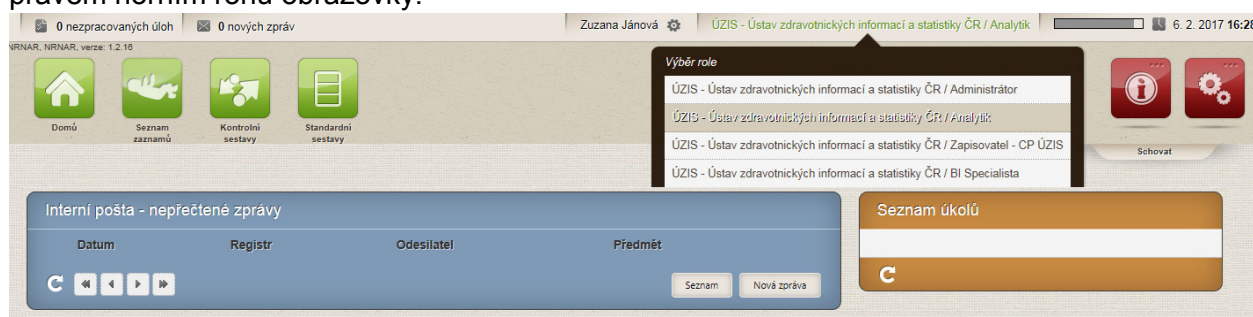 pravém horním rohu obrazovky.
0 nezpracovaných úloh 0 nových zpráv Zuzana Jánová ÚZIS - Ústav zdravotnických informací a statistiky ČR / Analytik 6. 2. 2017 16:28
NRNAR, NRNAR, verze: 1.2.16
Výběr role
ÚZIS - Ústav zdravotnických informací a statistiky ČR / Administrátor
ÚZIS - Ústav zdravotnických informací a statistiky ČR / Analytik
ÚZIS - Ústav zdravotnických informací a statistiky ČR / Zapisovatel - CP ÚZIS
ÚZIS - Ústav zdravotnických informací a statistiky ČR / BI Specialista
Domů Seznam zaznamů Kontrolní sestavy Standardní sestavy
Schovat
Interní pošta - nepřečtené zprávy
Datum Registr Odesilatel Předmět
Seznam Nová zpráva
Seznam úkolů